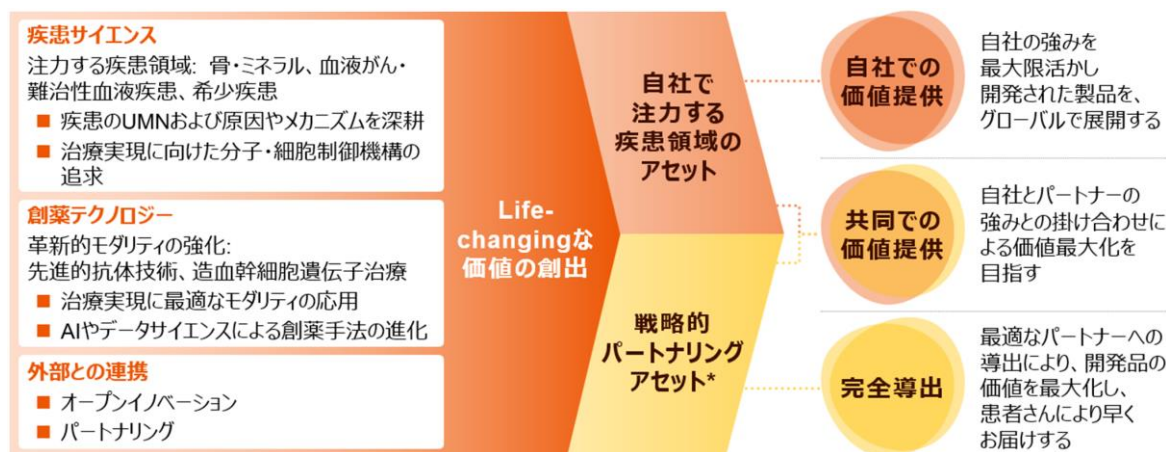 疾患サイエンス
注力する疾患領域: 骨・ミネラル、血液がん・
難治性血液疾患、希少疾患
■ 疾患のUMNおよび原因やメカニズムを深耕
■ 治療実現に向けた分子・細胞制御機構の
追求
創薬テクノロジー
革新的モダリティの強化:
先進的抗体技術、造血幹細胞遺伝子治療
■ 治療実現に最適なモダリティの応用
■ AIやデータサイエンスによる創薬手法の進化
外部との連携
■ オープンイノベーション
■ パートナリング
Life-
changingな
価値の創出
自社で
注力する
疾患領域の
アセット
戦略的
パートナリング
アセット*
自社での
価値提供
自社の強みを
最大限活かし
開発された製品を、
グローバルで展開する
共同での
価値提供
自社とパートナーの
強みとの掛け合わせに
よる価値最大化を
目指す
完全導出
最適なパートナーへの
導出により、開発品の
価値を最大化し、
患者さんにより早く
お届けする